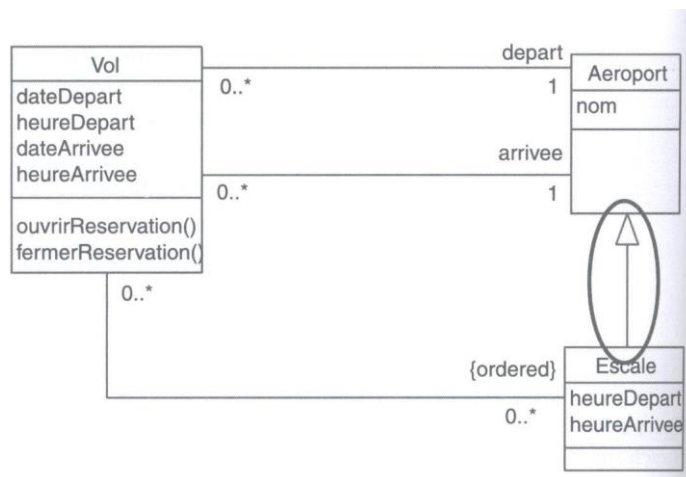 Vol
dateDepart
heureDepart
dateArrivee
heureArrivee
ouvrirReservation()
fermerReservation()
0..*
depart
1
0..*
arrivee
1
Aeroport
nom
0..*
{ordered}
0..*
Escale
heureDepart
heureArrivee